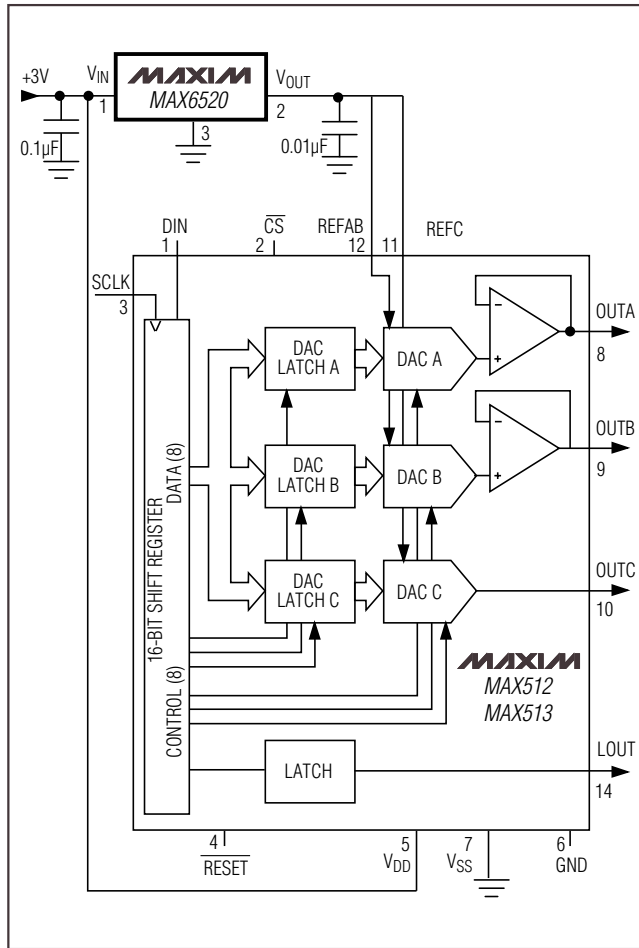 +3V
VIN
1
MAXIM
MAX6520
VOUT
2
3
0.1µF
0.01µF
DIN
1
CS
2
REFAB
12
11
REFC
SCLK
3
16-BIT SHIFT REGISTER
DATA (8)
CONTROL (8)
DAC
LATCH A
DAC A
-
+
OUTA
8
DAC
LATCH B
DAC B
-
+
OUTB
9
DAC
LATCH C
DAC C
OUTC
10
MAXIM
MAX512
MAX513
LATCH
LOUT
14
4
RESET
5
VDD
7
VSS
6
GND